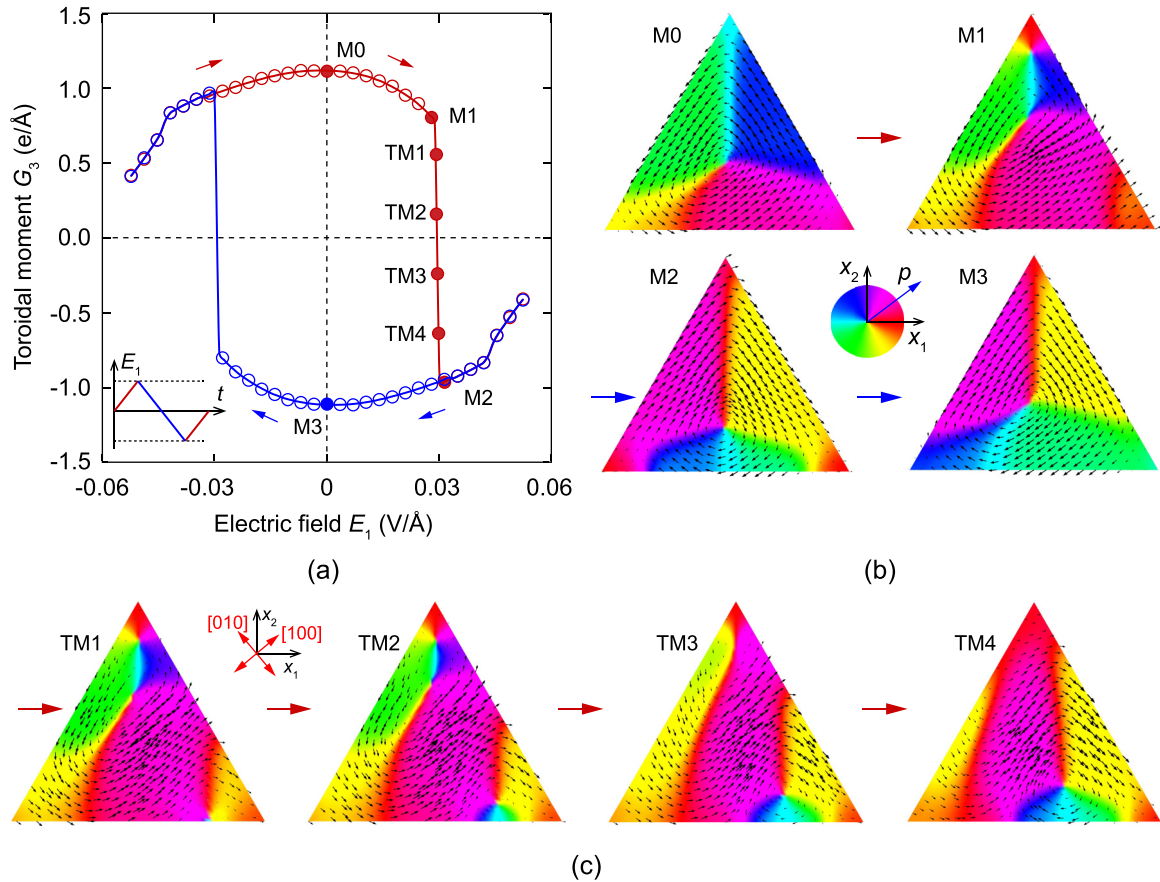 Toroidal moment G3 (e/Å)
1.5
1.0
0.5
0.0
-0.5
-1.0
-1.5
M0
M1
TM1
TM2
TM3
TM4
M2
M3
E1
t
-0.06
-0.03
0
0.03
0.06
Electric field E1 (V/Å)
(a)
M0
M1
M2
x2
p
x1
M3
(b)
TM1
[010]
x2
[100]
x1
TM2
TM3
TM4
(c)